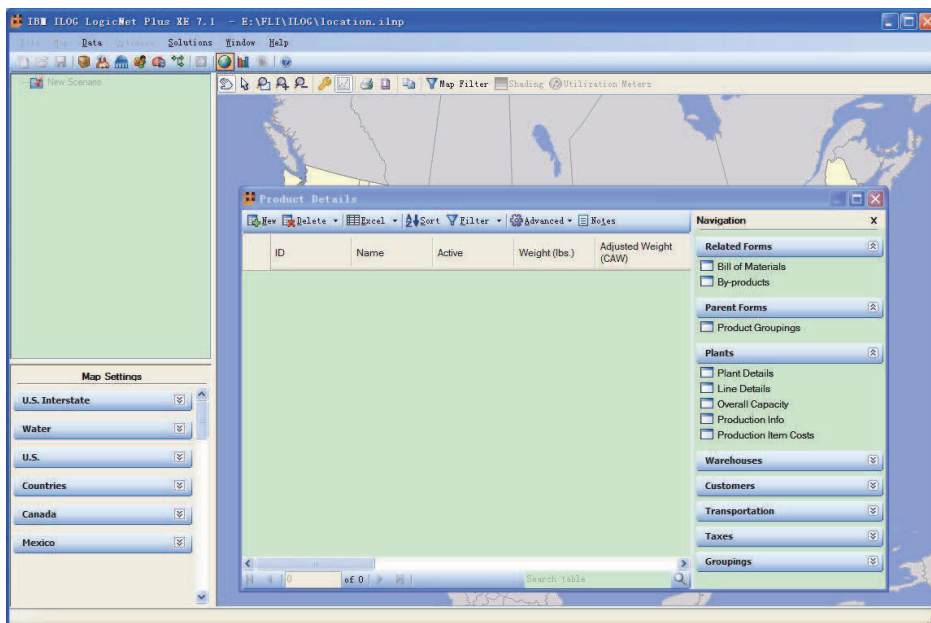 IBM ILOG LogicNet Plus XE 7.1 - E:\FLI\ILOG\location.ilnp
Data Solutions Window Help
New Scenario
Map Filter Shading Utilization Meters
Product Details
New Delete Excel Sort Filter Advanced Notes
ID Name Active Weight (lbs.) Adjusted Weight
(CAW)
0 of 0 Search table
Navigation X
Related Forms
Bill of Materials
By-products
Parent Forms
Product Groupings
Plants
Plant Details
Line Details
Overall Capacity
Production Info
Production Item Costs
Warehouses
Customers
Transportation
Taxes
Groupings
Map Settings
U.S. Interstate
Water
U.S.
Countries
Canada
Mexico